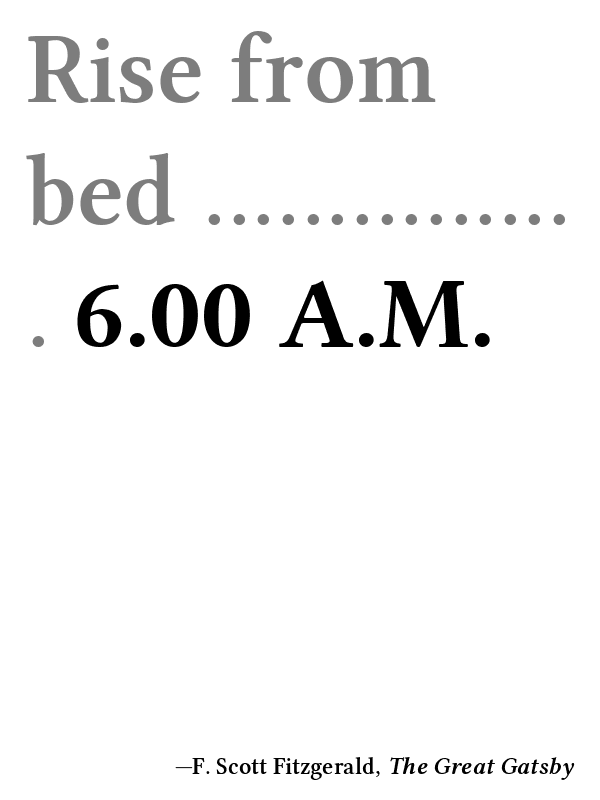 Rise from
bed ...............
. 6.00 A.M.
—F. Scott Fitzgerald, The Great Gatsby